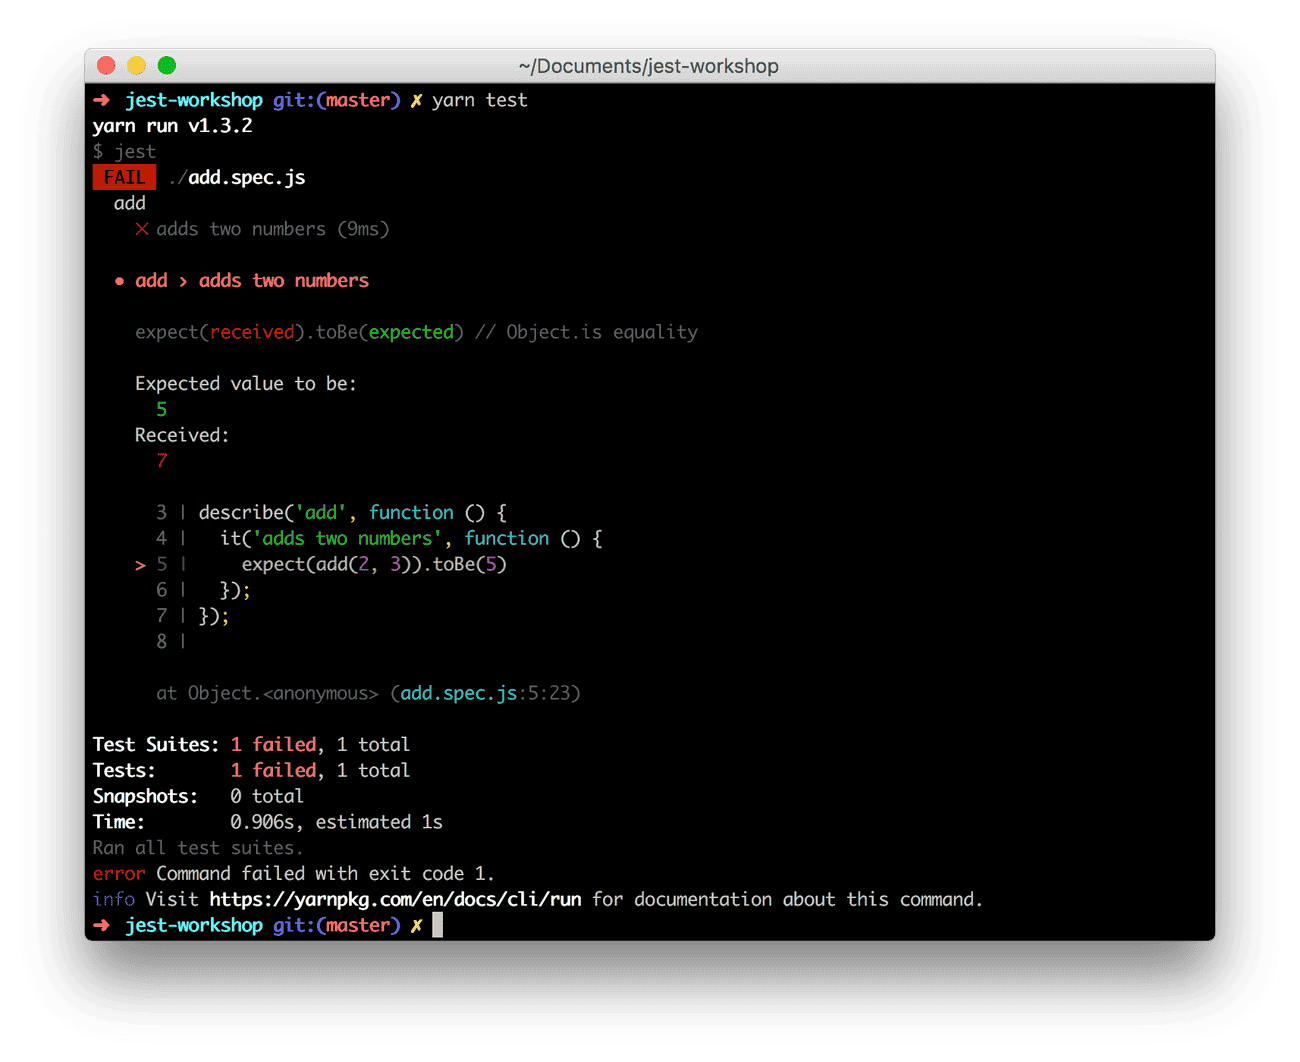 ~/Documents/jest-workshop
➜ jest-workshop git:(master) ✗ yarn test
yarn run v1.3.2
$ jest
FAIL ./add.spec.js
add
✕ adds two numbers (9ms)
● add › adds two numbers
expect(received).toBe(expected) // Object.is equality
Expected value to be:
5
Received:
7
3 | describe('add', function () {
4 | it('adds two numbers', function () {
> 5 | expect(add(2, 3)).toBe(5)
6 | });
7 | });
8 |
at Object.<anonymous> (add.spec.js:5:23)
Test Suites: 1 failed, 1 total
Tests: 1 failed, 1 total
Snapshots: 0 total
Time: 0.906s, estimated 1s
Ran all test suites.
error Command failed with exit code 1.
info Visit https://yarnpkg.com/en/docs/cli/run for documentation about this command.
➜ jest-workshop git:(master) ✗